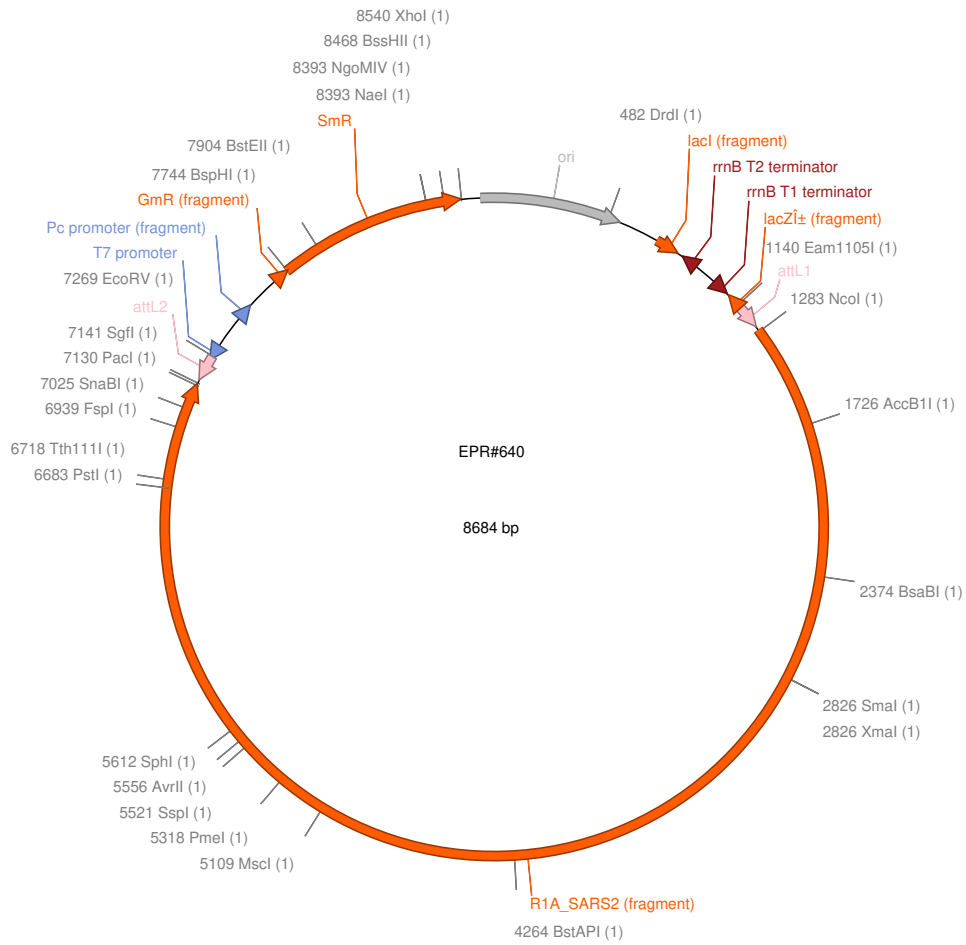 8540 XhoI (1)
8468 BssHII (1)
8393 NgoMIV (1)
8393 NaeI (1)
SmR
7904 BstEII (1)
7744 BspHI (1)
GmR (fragment)
Pc promoter (fragment)
T7 promoter
7269 EcoRV (1)
attL2
7141 SgfI (1)
7130 PacI (1)
7025 SnaBI (1)
6939 FspI (1)
6718 Tth111I (1)
6683 PstI (1)
ori
482 DrdI (1)
lacI (fragment)
rrnB T2 terminator
rrnB T1 terminator
lacZÎ± (fragment)
1140 Eam1105I (1)
attL1
1283 NcoI (1)
1726 AccB1I (1)
EPR#640
8684 bp
2374 BsaBI (1)
2826 SmaI (1)
2826 XmaI (1)
5612 SphI (1)
5556 AvrII (1)
5521 SspI (1)
5318 PmeI (1)
5109 MscI (1)
R1A_SARS2 (fragment)
4264 BstAPI (1)